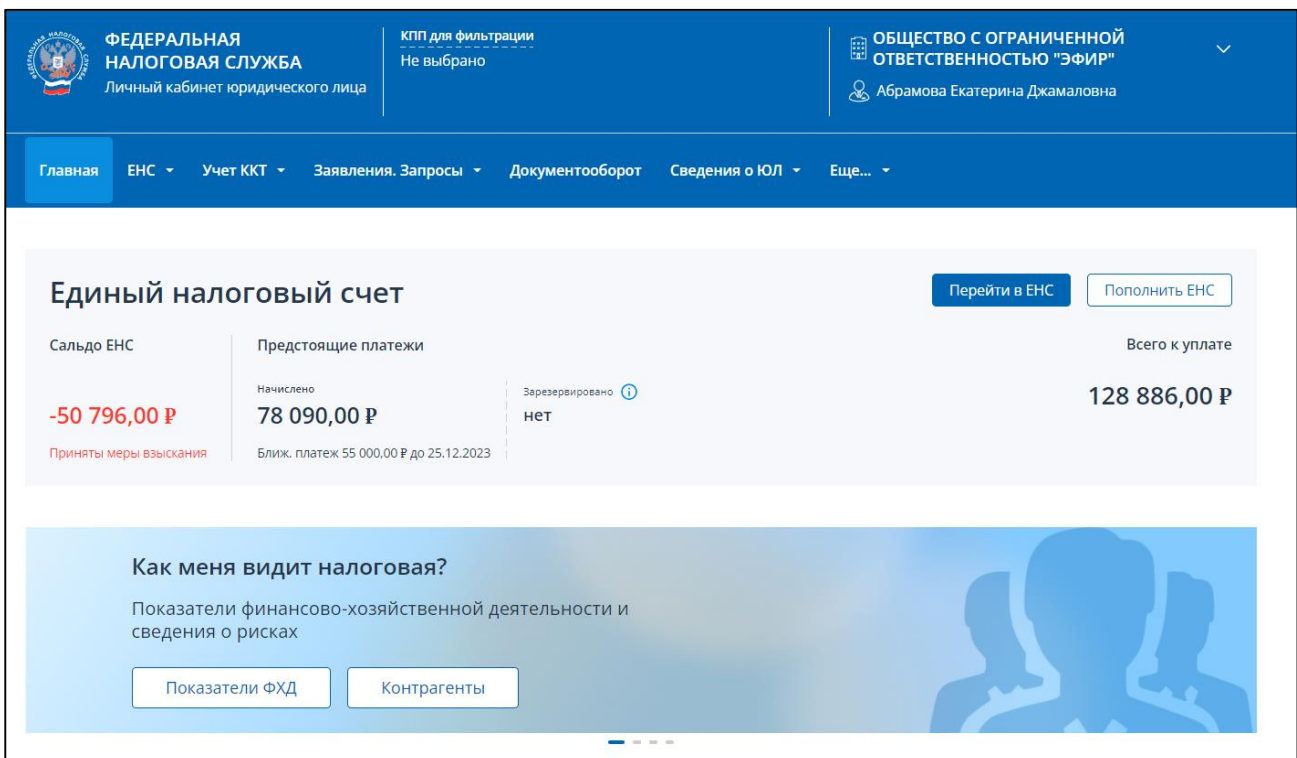 ФЕДЕРАЛЬНАЯ
НАЛОГОВАЯ СЛУЖБА
Личный кабинет юридического лица
КПП для фильтрации
Не выбрано
ОБЩЕСТВО С ОГРАНИЧЕННОЙ
ОТВЕТСТВЕННОСТЬЮ "ЭФИР"
Абрамова Екатерина Джамаловна
Главная ЕНС Учет ККТ Заявления. Запросы Документооборот Сведения о ЮЛ Еще...
Единый налоговый счет
Перейти в ЕНС Пополнить ЕНС
Сальдо ЕНС Предстоящие платежи Всего к уплате
Начислено Зарезервировано
-50 796,00 ₽ 78 090,00 ₽ нет 128 886,00 ₽
Приняты меры взыскания Ближ. платеж 55 000,00 ₽ до 25.12.2023
Как меня видит налоговая?
Показатели финансово-хозяйственной деятельности и
сведения о рисках
Показатели ФХД Контрагенты